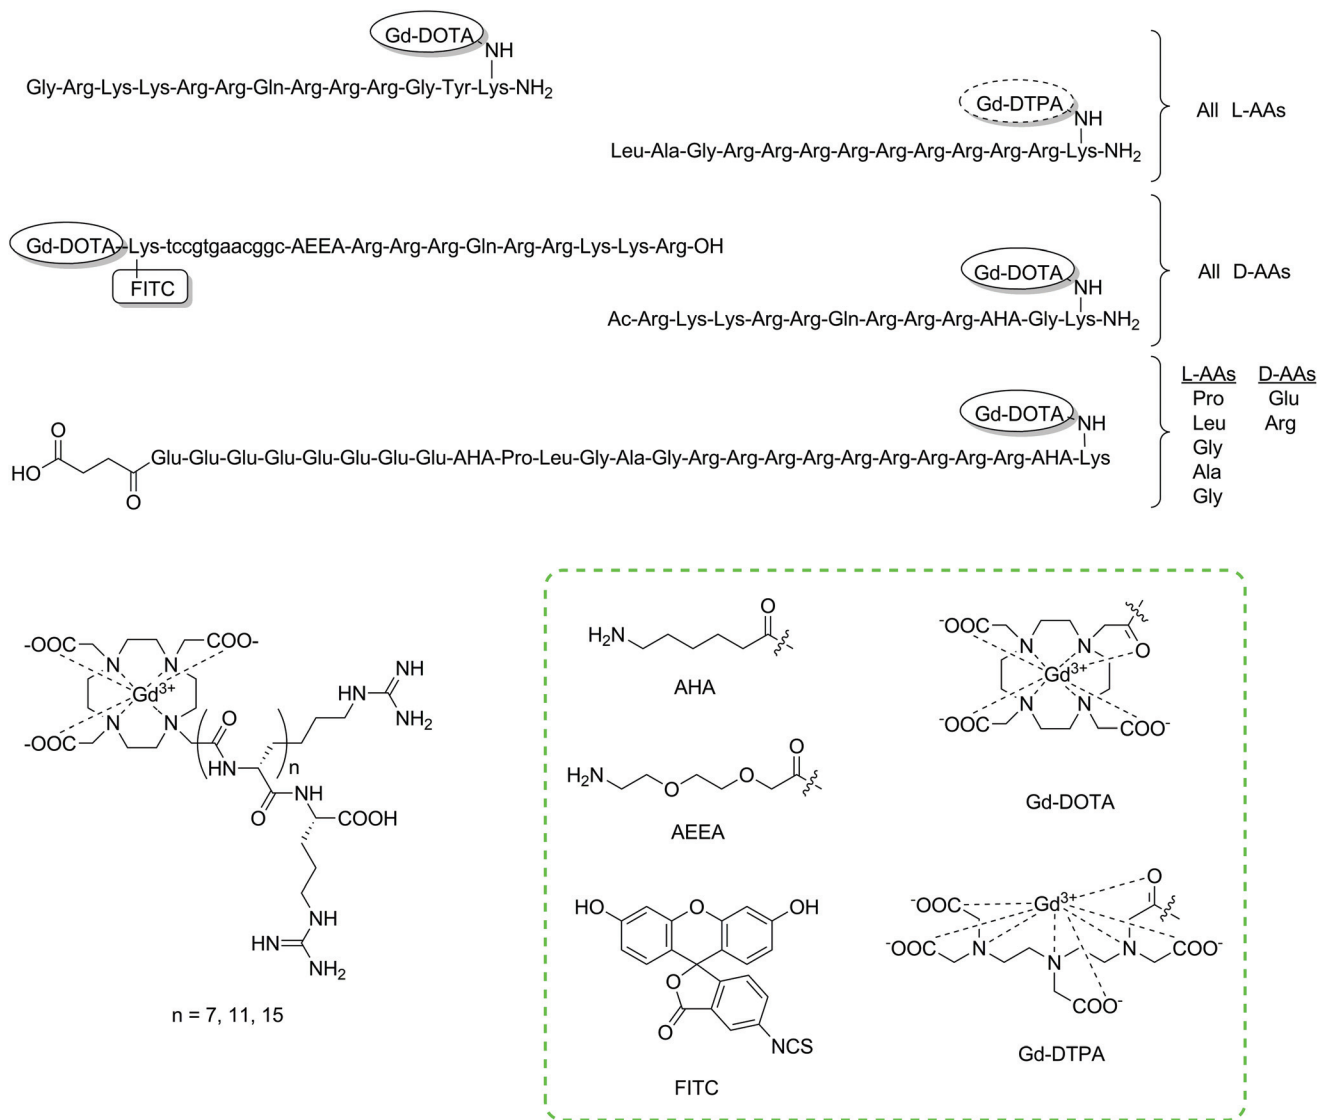 Gd-DOTA
NH
Gly-Arg-Lys-Lys-Arg-Arg-Gln-Arg-Arg-Arg-Gly-Tyr-Lys-NH2
Gd-DTPA
NH
Leu-Ala-Gly-Arg-Arg-Arg-Arg-Arg-Arg-Arg-Arg-Arg-Lys-NH2
All L-AAs
Gd-DOTA-Lys-tccgtgaacggc-AEEA-Arg-Arg-Arg-Gln-Arg-Arg-Lys-Lys-Arg-OH
FITC
Gd-DOTA
NH
Ac-Arg-Lys-Lys-Arg-Arg-Gln-Arg-Arg-Arg-AHA-Gly-Lys-NH2
All D-AAs
Gd-DOTA
NH
O
HO
O
Glu-Glu-Glu-Glu-Glu-Glu-Glu-Glu-AHA-Pro-Leu-Gly-Ala-Gly-Arg-Arg-Arg-Arg-Arg-Arg-Arg-Arg-Arg-AHA-Lys
L-AAs D-AAs
Pro Glu
Leu Arg
Gly
Ala
Gly
-OOC COO-
N N
Gd3+
N N
-OOC
O
HN
n
HN NH
NH2
O
NH
COOH
NH
HN
NH2
n = 7, 11, 15
H2N
O
AHA
H2N
O
O
O
AEEA
HO O OH
O
O
NCS
FITC
-OOC
N N
O
Gd3+
N N
-OOC COO-
Gd-DOTA
O
Gd3+
-OOC
-OOC
N
N
N
COO-
COO-
Gd-DTPA